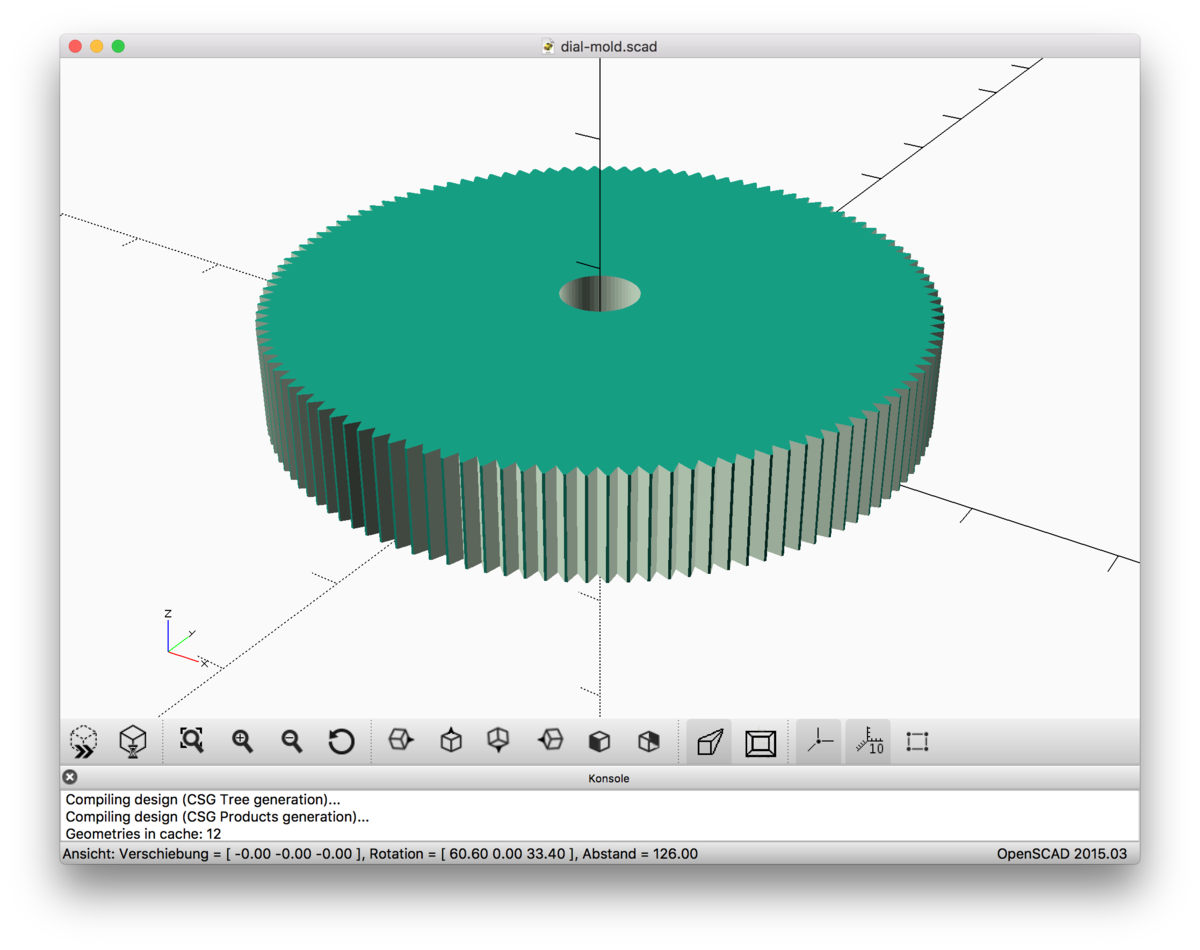 dial-mold.scad
Z
Y
X
10
Konsole
Compiling design (CSG Tree generation)...
Compiling design (CSG Products generation)...
Geometries in cache: 12
Ansicht: Verschiebung = [ -0.00 -0.00 -0.00 ], Rotation = [ 60.60 0.00 33.40 ], Abstand = 126.00
OpenSCAD 2015.03